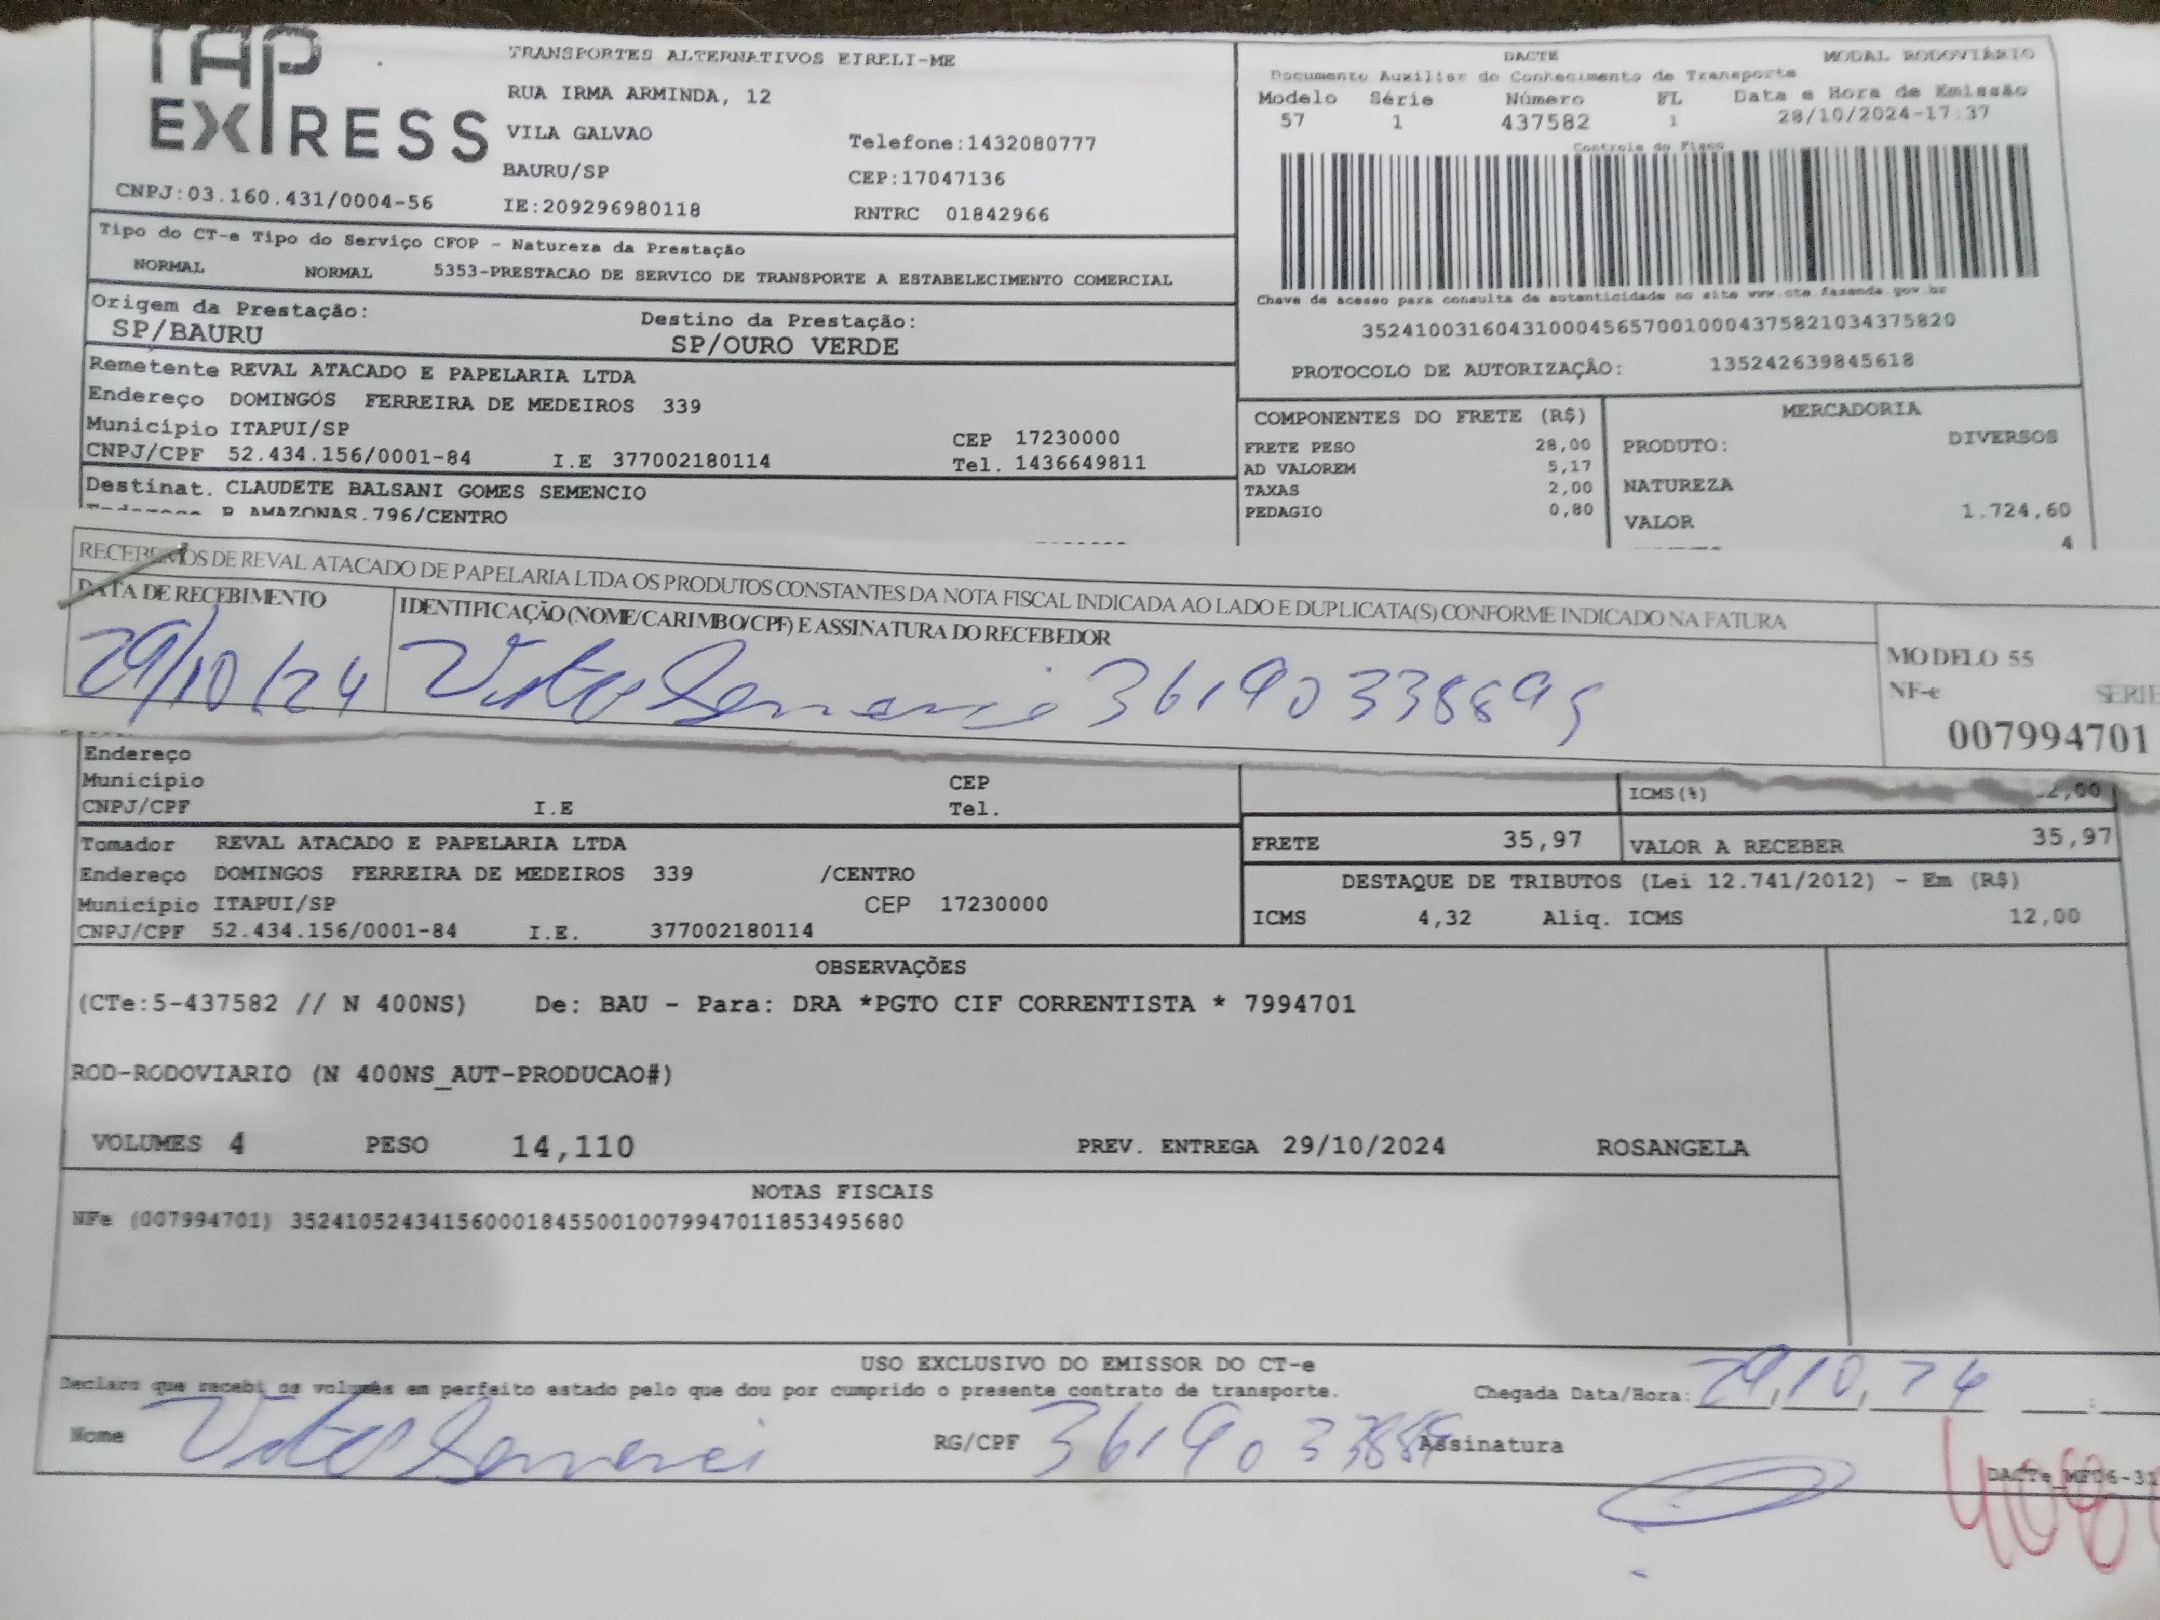 TAP EXPRESS
TRANSPORTES ALTERNATIVOS EIRELI-ME
RUA IRMA ARMINDA, 12
VILA GALVAO Telefone:1432080777
BAURU/SP CEP:17047136
CNPJ:03.160.431/0004-56 IE:209296980118 RNTRC 01842966
DACTE MODAL RODOVIÁRIO
Documento Auxiliar do Conhecimento de Transporte
Modelo Série Número FL Data e Hora de Emissão
57 1 437582 1 28/10/2024-17:37
Controle do Fisco
Chave de acesso para consulta de autenticidade no site www.cte.fazenda.gov.br
35241003160431000456570010004375821034375820
PROTOCOLO DE AUTORIZAÇÃO: 135242639845618
Tipo do CT-e Tipo do Serviço CFOP - Natureza da Prestação
NORMAL NORMAL 5353-PRESTACAO DE SERVICO DE TRANSPORTE A ESTABELECIMENTO COMERCIAL
Origem da Prestação: Destino da Prestação:
SP/BAURU SP/OURO VERDE
Remetente REVAL ATACADO E PAPELARIA LTDA
Endereço DOMINGOS FERREIRA DE MEDEIROS 339
Município ITAPUI/SP CEP 17230000
CNPJ/CPF 52.434.156/0001-84 I.E 377002180114 Tel. 1436649811
Destinat. CLAUDETE BALSANI GOMES SEMENCIO
Endereço R AMAZONAS,796/CENTRO
COMPONENTES DO FRETE (R$)
FRETE PESO 28,00
AD VALOREM 5,17
TAXAS 2,00
PEDAGIO 0,80
MERCADORIA
PRODUTO: DIVERSOS
NATUREZA
VALOR 1.724,60
4
RECEBEMOS DE REVAL ATACADO DE PAPELARIA LTDA OS PRODUTOS CONSTANTES DA NOTA FISCAL INDICADA AO LADO E DUPLICATA(S) CONFORME INDICADO NA FATURA
DATA DE RECEBIMENTO IDENTIFICAÇÃO (NOME/CARIMBO/CPF) E ASSINATURA DO RECEBEDOR
29/10/24
MODELO 55
NF-e SÉRIE
007994701
Endereço
Município CEP
CNPJ/CPF I.E Tel.
ICMS(%)
Tomador REVAL ATACADO E PAPELARIA LTDA
Endereço DOMINGOS FERREIRA DE MEDEIROS 339 /CENTRO
Município ITAPUI/SP CEP 17230000
CNPJ/CPF 52.434.156/0001-84 I.E. 377002180114
FRETE 35,97 VALOR A RECEBER 35,97
DESTAQUE DE TRIBUTOS (Lei 12.741/2012) - Em (R$)
ICMS 4,32 Aliq. ICMS 12,00
OBSERVAÇÕES
(CTe:5-437582 // N 400NS) De: BAU - Para: DRA *PGTO CIF CORRENTISTA * 7994701
ROD-RODOVIARIO (N 400NS_AUT-PRODUCAO#)
VOLUMES 4 PESO 14,110 PREV. ENTREGA 29/10/2024 ROSANGELA
NOTAS FISCAIS
NFe (007994701) 35241052434156000184550010079947011853495680
USO EXCLUSIVO DO EMISSOR DO CT-e
Declaro que recebi os volumes em perfeito estado pelo que dou por cumprido o presente contrato de transporte. Chegada Data/Hora: 29,10,24
Nome RG/CPF Assinatura